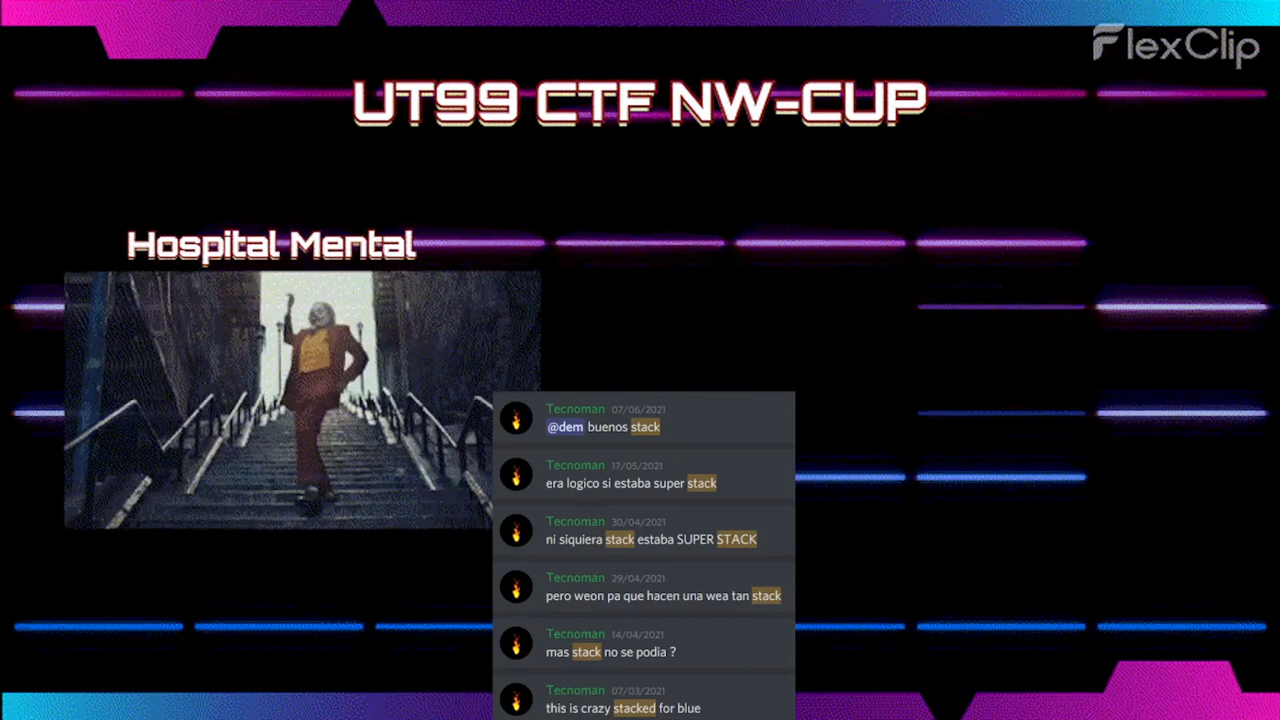 FlexClip
UT99 CTF NW-CUP
Hospital Mental
Tecnoman 07/06/2021
@dem buenos stack
Tecnoman 17/05/2021
era logico si estaba super stack
Tecnoman 30/04/2021
ni siquiera stack estaba SUPER STACK
Tecnoman 29/04/2021
pero weon pa que hacen una wea tan stack
Tecnoman 14/04/2021
mas stack no se podia ?
Tecnoman 07/03/2021
this is crazy stacked for blue